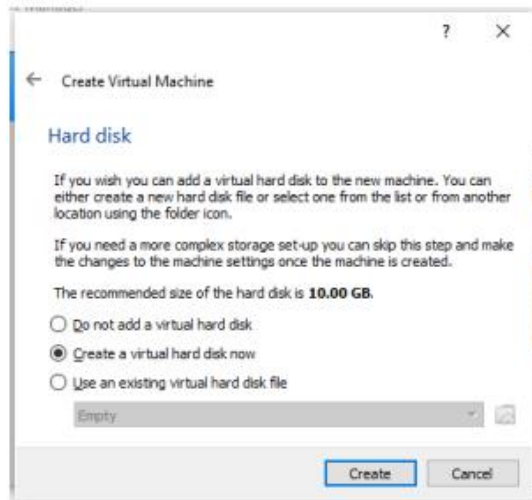 ?
Create Virtual Machine
Hard disk
If you wish you can add a virtual hard disk to the new machine. You can
either create a new hard disk file or select one from the list or from another
location using the folder icon.
If you need a more complex storage set-up you can skip this step and make
the changes to the machine settings once the machine is created.
The recommended size of the hard disk is 10.00 GB.
Do not add a virtual hard disk
Create a virtual hard disk now
Use an existing virtual hard disk file
Empty
Create Cancel